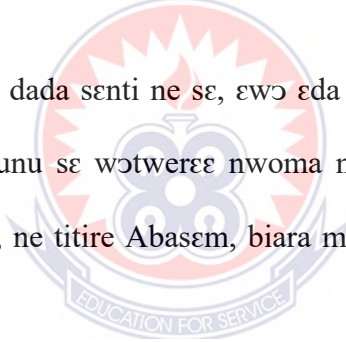 dada sɛnti ne sɛ, ɛwɔ ɛda
unu sɛ wɔtwerɛɛ nwoma n
, ne titire Abasɛm, biara m
EDUCATION FOR SERVICE